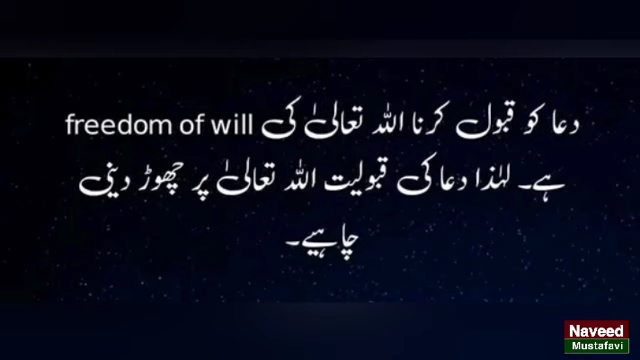 دعا کو قبول کرنا اللہ تعالیٰ کی freedom of will
ہے۔ لہٰذا دعا کی قبولیت اللہ تعالیٰ پر چھوڑ دینی
چاہیے۔
Naveed
Mustafavi